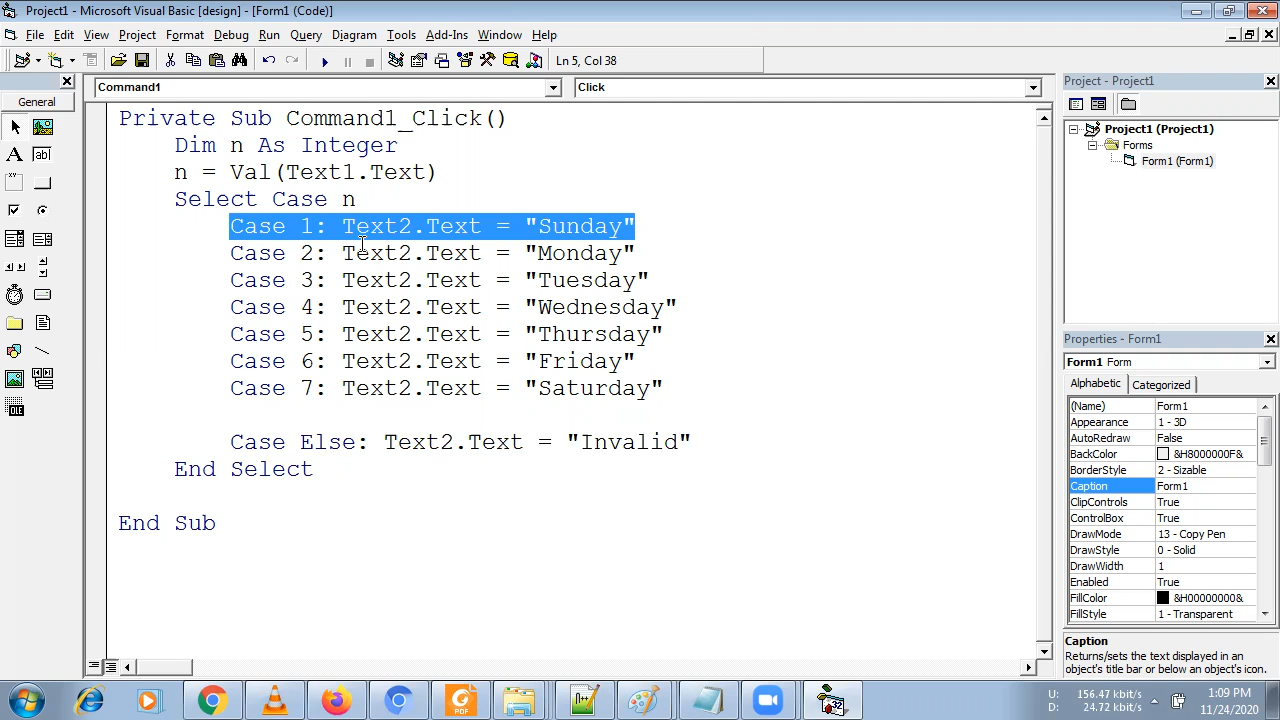 Project1 - Microsoft Visual Basic [design] - [Form1 (Code)]
File Edit View Project Format Debug Run Query Diagram Tools Add-Ins Window Help
Ln 5, Col 38
General
Command1
Click
Private Sub Command1_Click()
Dim n As Integer
n = Val(Text1.Text)
Select Case n
Case 1: Text2.Text = "Sunday"
Case 2: Text2.Text = "Monday"
Case 3: Text2.Text = "Tuesday"
Case 4: Text2.Text = "Wednesday"
Case 5: Text2.Text = "Thursday"
Case 6: Text2.Text = "Friday"
Case 7: Text2.Text = "Saturday"
Case Else: Text2.Text = "Invalid"
End Select
End Sub
Project - Project1
Project1 (Project1)
Forms
Form1 (Form1)
Properties - Form1
Form1 Form
Alphabetic Categorized
(Name) Form1
Appearance 1 - 3D
AutoRedraw False
BackColor &H8000000F&
BorderStyle 2 - Sizable
Caption Form1
ClipControls True
ControlBox True
DrawMode 13 - Copy Pen
DrawStyle 0 - Solid
DrawWidth 1
Enabled True
FillColor &H00000000&
FillStyle 1 - Transparent
Caption
Returns/sets the text displayed in an
object's title bar or below an object's icon.
OLE
PDF
32
U: 156.47 kbit/s
D: 24.72 kbit/s
1:09 PM
11/24/2020